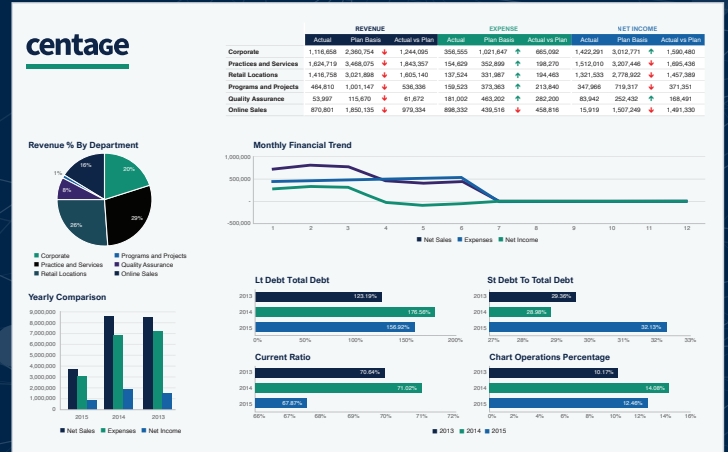 centage
REVENUE EXPENSE NET INCOME
Actual Plan Basis Actual vs Plan Actual Plan Basis Actual vs Plan Actual Plan Basis Actual vs Plan
Corporate 1,116,658 2,360,754 1,244,095 356,555 1,021,647 665,092 1,422,291 3,012,771 1,590,480
Practices and Services 1,624,719 3,468,075 1,843,357 154,629 352,899 198,270 1,512,010 3,207,446 1,695,436
Retail Locations 1,416,758 3,021,898 1,605,140 137,524 331,987 194,463 1,321,533 2,778,922 1,457,389
Programs and Projects 464,810 1,001,147 536,336 159,523 373,363 213,840 347,966 719,317 371,351
Quality Assurance 53,997 115,670 61,672 181,002 463,202 282,200 83,942 252,432 168,491
Online Sales 870,801 1,850,135 979,334 898,332 439,516 458,816 15,919 1,507,249 1,491,330
Revenue % By Department
16%
20%
1%
8%
29%
26%
Corporate Programs and Projects
Practice and Services Quality Assurance
Retail Locations Online Sales
Monthly Financial Trend
1,000,000
500,000
-
-500,000
1 2 3 4 5 6 7 8 9 10 11 12
Net Sales Expenses Net Income
Yearly Comparison
9,000,000
8,000,000
7,000,000
6,000,000
5,000,000
4,000,000
3,000,000
2,000,000
1,000,000
0
2015 2014 2013
Net Sales Expenses Net Income
Lt Debt Total Debt
2013 123.19%
2014 176.58%
2015 156.92%
0% 50% 100% 150% 200%
St Debt To Total Debt
2013 29.36%
2014 28.98%
2015 32.13%
27% 28% 29% 30% 31% 32% 33%
Current Ratio
2013 70.64%
2014 71.02%
2015 67.67%
66% 67% 68% 69% 70% 71% 72%
Chart Operations Percentage
2013 10.17%
2014 14.08%
2015 12.46%
0% 2% 4% 6% 8% 10% 12% 14% 16%
2013 2014 2015